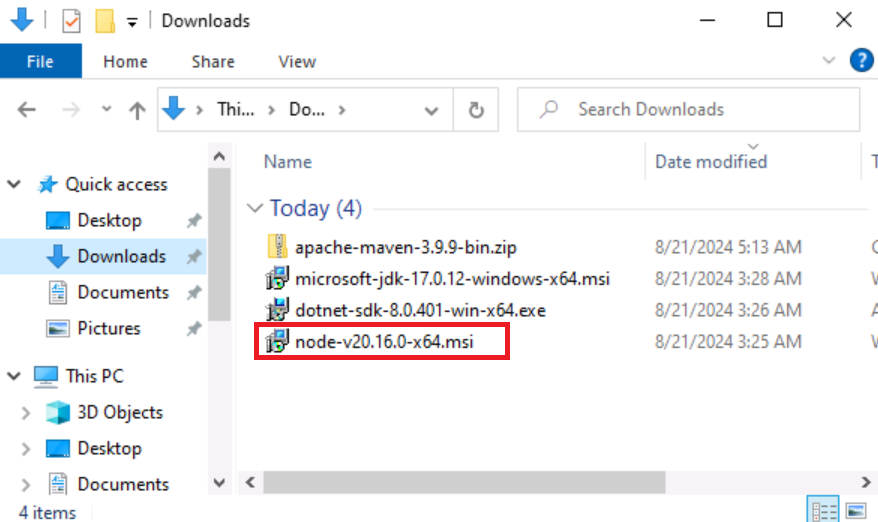 Downloads
File Home Share View
Thi... Do... Search Downloads
Name Date modified
Quick access
Desktop
Downloads
Documents
Pictures
This PC
3D Objects
Desktop
Documents
Today (4)
apache-maven-3.9.9-bin.zip 8/21/2024 5:13 AM
microsoft-jdk-17.0.12-windows-x64.msi 8/21/2024 3:28 AM
dotnet-sdk-8.0.401-win-x64.exe 8/21/2024 3:26 AM
node-v20.16.0-x64.msi 8/21/2024 3:25 AM
4 items